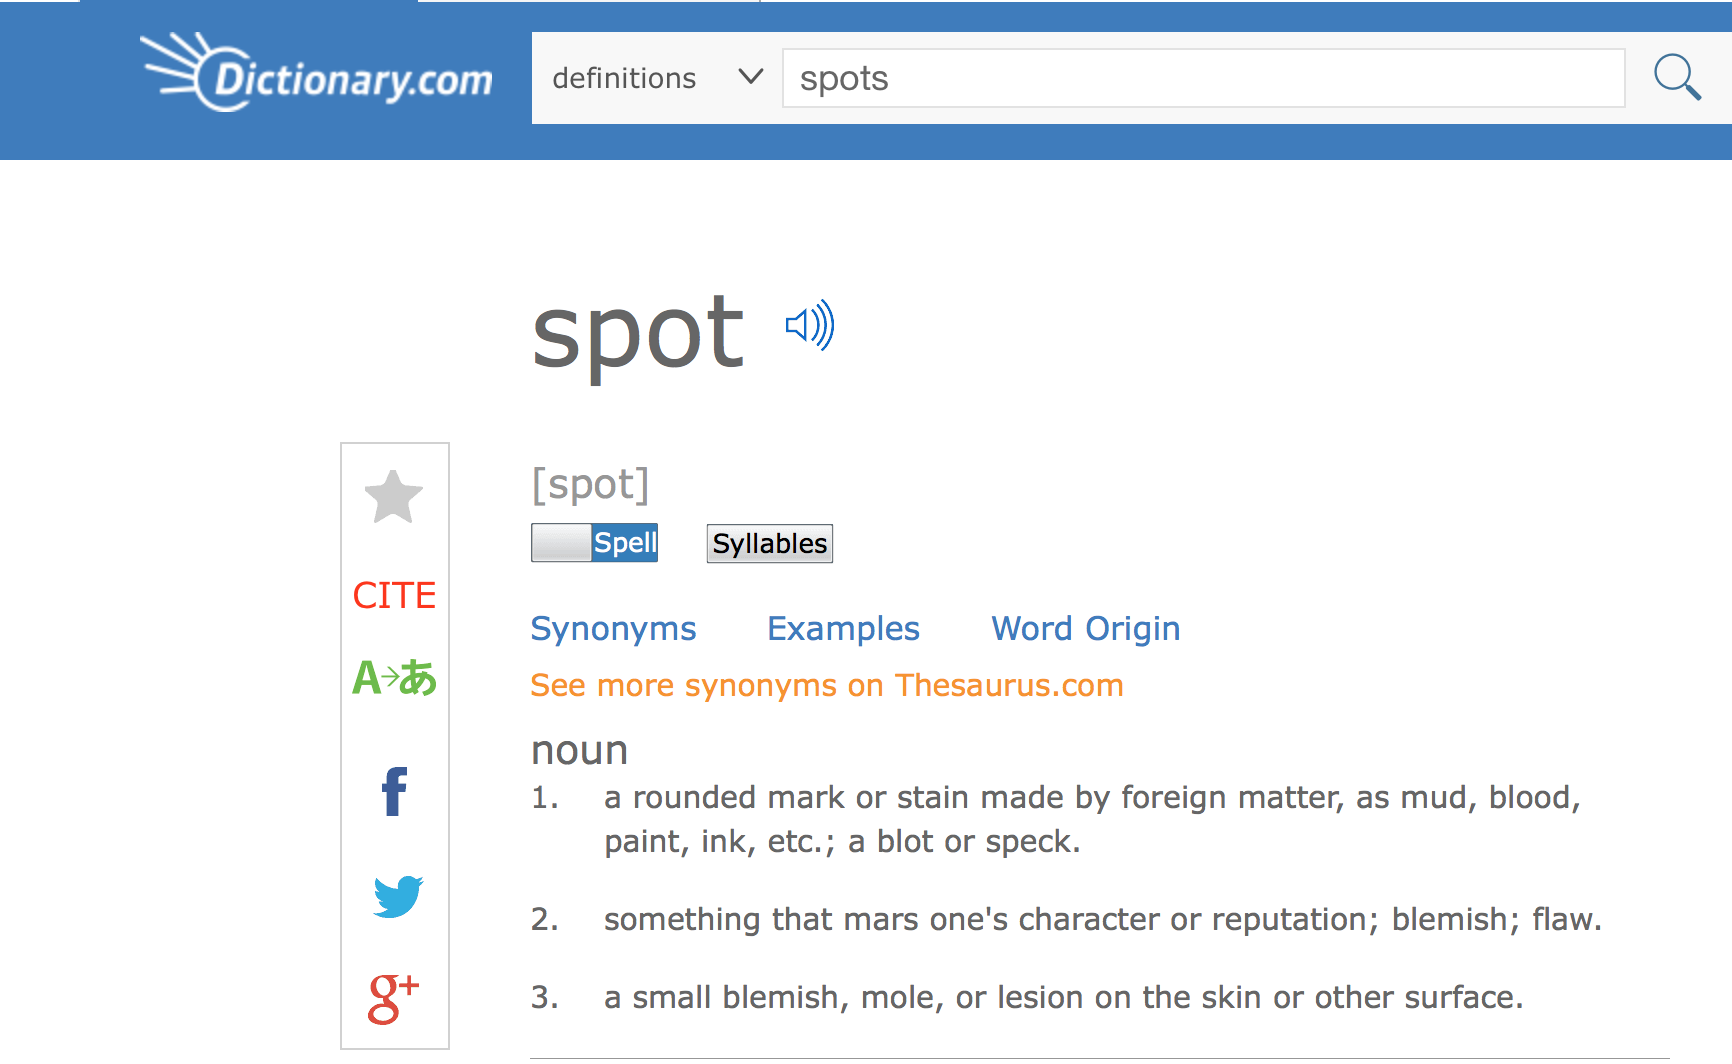 Dictionary.com
definitions
spots
spot
[spot]
Spell
Syllables
CITE
A→あ
Synonyms
Examples
Word Origin
See more synonyms on Thesaurus.com
noun
1. a rounded mark or stain made by foreign matter, as mud, blood,
paint, ink, etc.; a blot or speck.
2. something that mars one's character or reputation; blemish; flaw.
3. a small blemish, mole, or lesion on the skin or other surface.
f
g+